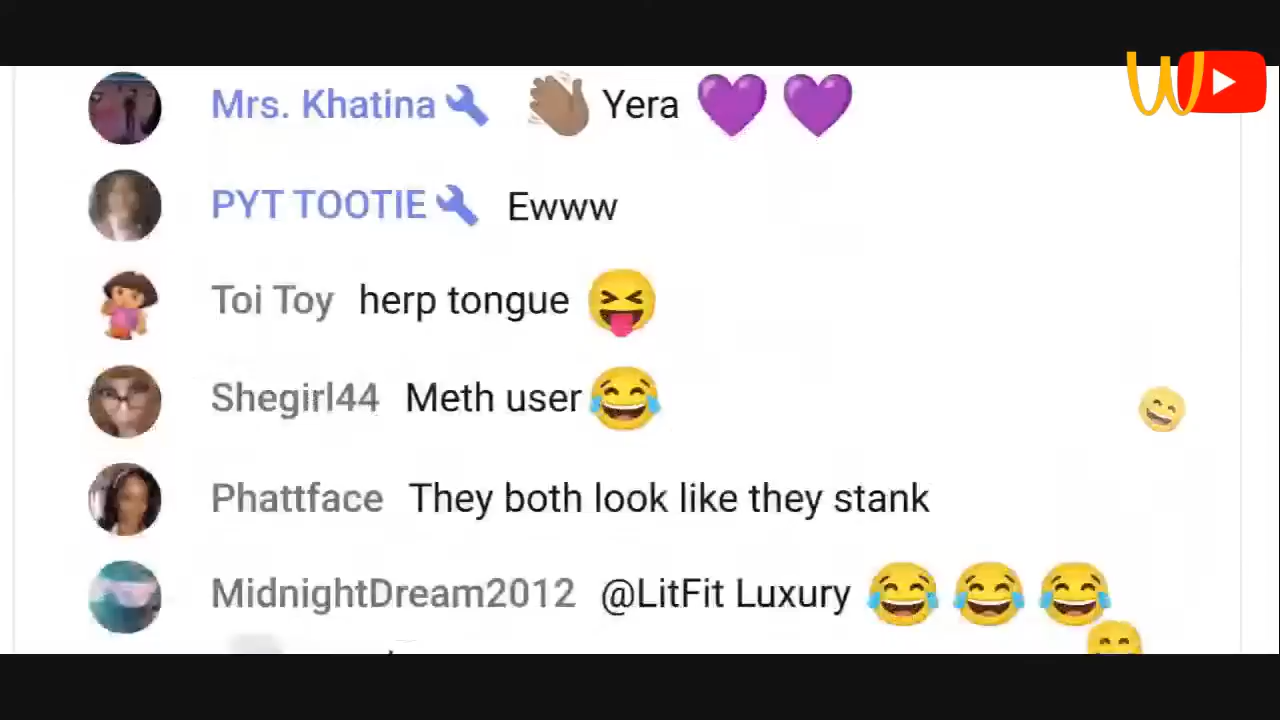 Mrs. Khatina 👋🏽 Yera 💜 💜
PYT TOOTIE Ewww
Toi Toy herp tongue 😝
Shegirl44 Meth user 😂
Phattface They both look like they stank
MidnightDream2012 @LitFit Luxury 😂 😂 😂